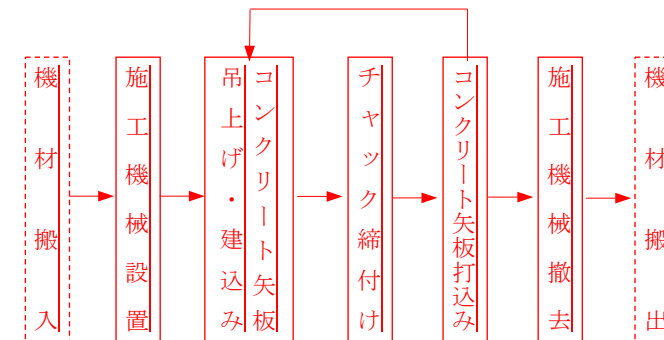 機材搬入
施工機械設置
コンクリート矢板
吊上げ・建込み
チャック締付け
コンクリート矢板打込み
施工機械撤去
機材搬出